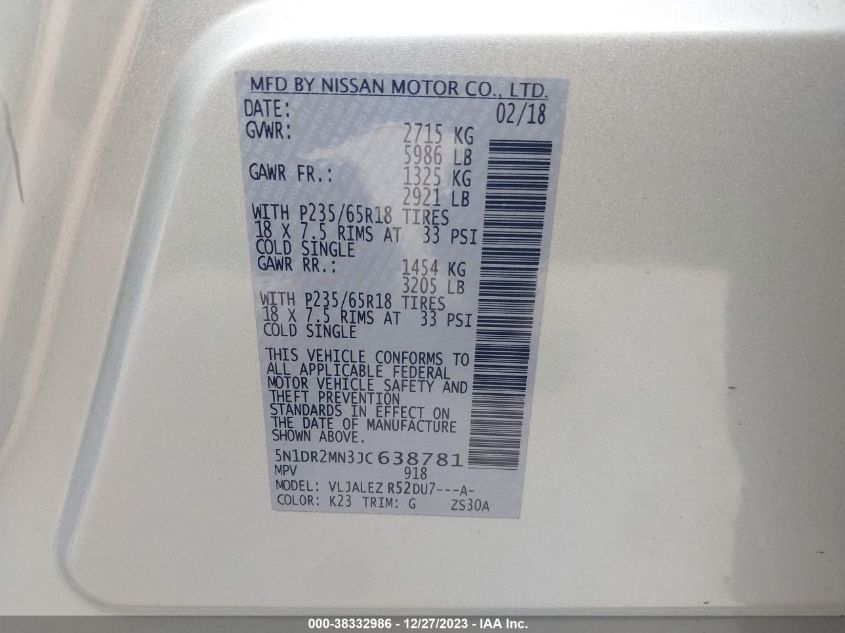 MFD BY NISSAN MOTOR CO., LTD.
DATE: 02/18
GVWR: 2715 KG
5986 LB
GAWR FR.: 1325 KG
2921 LB
WITH P235/65R18 TIRES
18 X 7.5 RIMS AT 33 PSI
COLD SINGLE
GAWR RR.: 1454 KG
3205 LB
WITH P235/65R18 TIRES
18 X 7.5 RIMS AT 33 PSI
COLD SINGLE
THIS VEHICLE CONFORMS TO
ALL APPLICABLE FEDERAL
MOTOR VEHICLE SAFETY AND
THEFT PREVENTION
STANDARDS IN EFFECT ON
THE DATE OF MANUFACTURE
SHOWN ABOVE.
5N1DR2MN3JC638781
MPV 918
MODEL: VLJALEZ R52DU7---A-
COLOR: K23 TRIM: G ZS30A
000-38332986 - 12/27/2023 - IAA Inc.